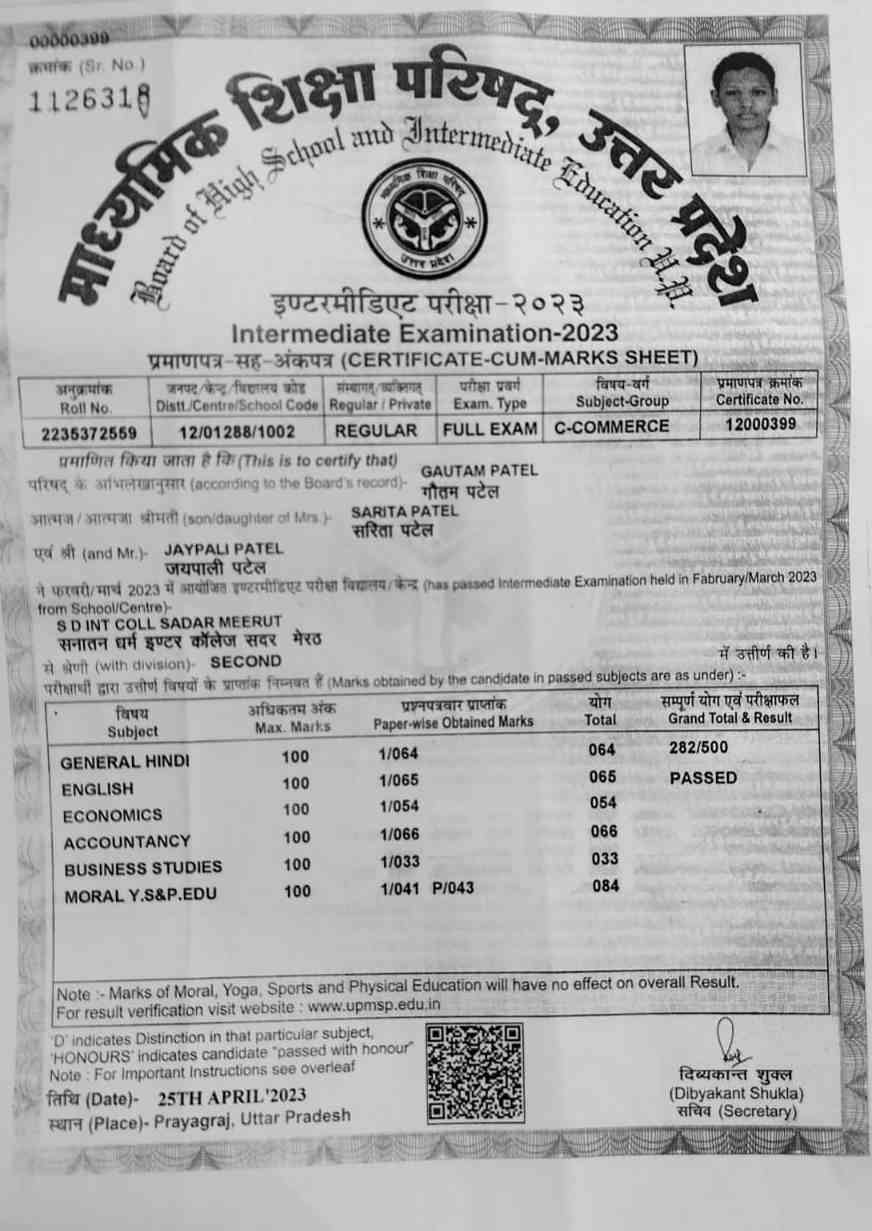 00000399
क्रमांक (Sr. No.)
1126318
माध्यमिक शिक्षा परिषद्, उत्तर प्रदेश
Board of High School and Intermediate Education U.P.
माध्यमिक शिक्षा परिषद्
उत्तर प्रदेश
इण्टरमीडिएट परीक्षा-२०२३
Intermediate Examination-2023
प्रमाणपत्र-सह-अंकपत्र (CERTIFICATE-CUM-MARKS SHEET)
अनुक्रमांक जनपद/केन्द्र/विद्यालय कोड संस्थागत/व्यक्तिगत परीक्षा प्रवर्ग विषय-वर्ग प्रमाणपत्र क्रमांक
Roll No. Distt./Centre/School Code Regular / Private Exam. Type Subject-Group Certificate No.
2235372559 12/01288/1002 REGULAR FULL EXAM C-COMMERCE 12000399
प्रमाणित किया जाता है कि (This is to certify that)
परिषद् के अभिलेखानुसार (according to the Board's record)- GAUTAM PATEL
गौतम पटेल
आत्मज / आत्मजा श्रीमती (son/daughter of Mrs.)- SARITA PATEL
सरिता पटेल
एवं श्री (and Mr.)- JAYPALI PATEL
जयपाली पटेल
ने फरवरी/मार्च 2023 में आयोजित इण्टरमीडिएट परीक्षा विद्यालय/केन्द्र (has passed Intermediate Examination held in Fabruary/March 2023
from School/Centre)-
S D INT COLL SADAR MEERUT
सनातन धर्म इण्टर कॉलेज सदर मेरठ
से श्रेणी (with division)- SECOND में उत्तीर्ण की है।
परीक्षार्थी द्वारा उत्तीर्ण विषयों के प्राप्तांक निम्नवत हैं (Marks obtained by the candidate in passed subjects are as under) :-
विषय अधिकतम अंक प्रश्नपत्रवार प्राप्तांक योग सम्पूर्ण योग एवं परीक्षाफल
Subject Max. Marks Paper-wise Obtained Marks Total Grand Total & Result
GENERAL HINDI 100 1/064 064 282/500
ENGLISH 100 1/065 065 PASSED
ECONOMICS 100 1/054 054
ACCOUNTANCY 100 1/066 066
BUSINESS STUDIES 100 1/033 033
MORAL Y.S&P.EDU 100 1/041 P/043 084
Note :- Marks of Moral, Yoga, Sports and Physical Education will have no effect on overall Result.
For result verification visit website : www.upmsp.edu.in
'D' indicates Distinction in that particular subject,
'HONOURS' indicates candidate "passed with honour"
Note : For Important Instructions see overleaf
तिथि (Date)- 25TH APRIL'2023
स्थान (Place)- Prayagraj, Uttar Pradesh
दिब्यकान्त शुक्ल
(Dibyakant Shukla)
सचिव (Secretary)